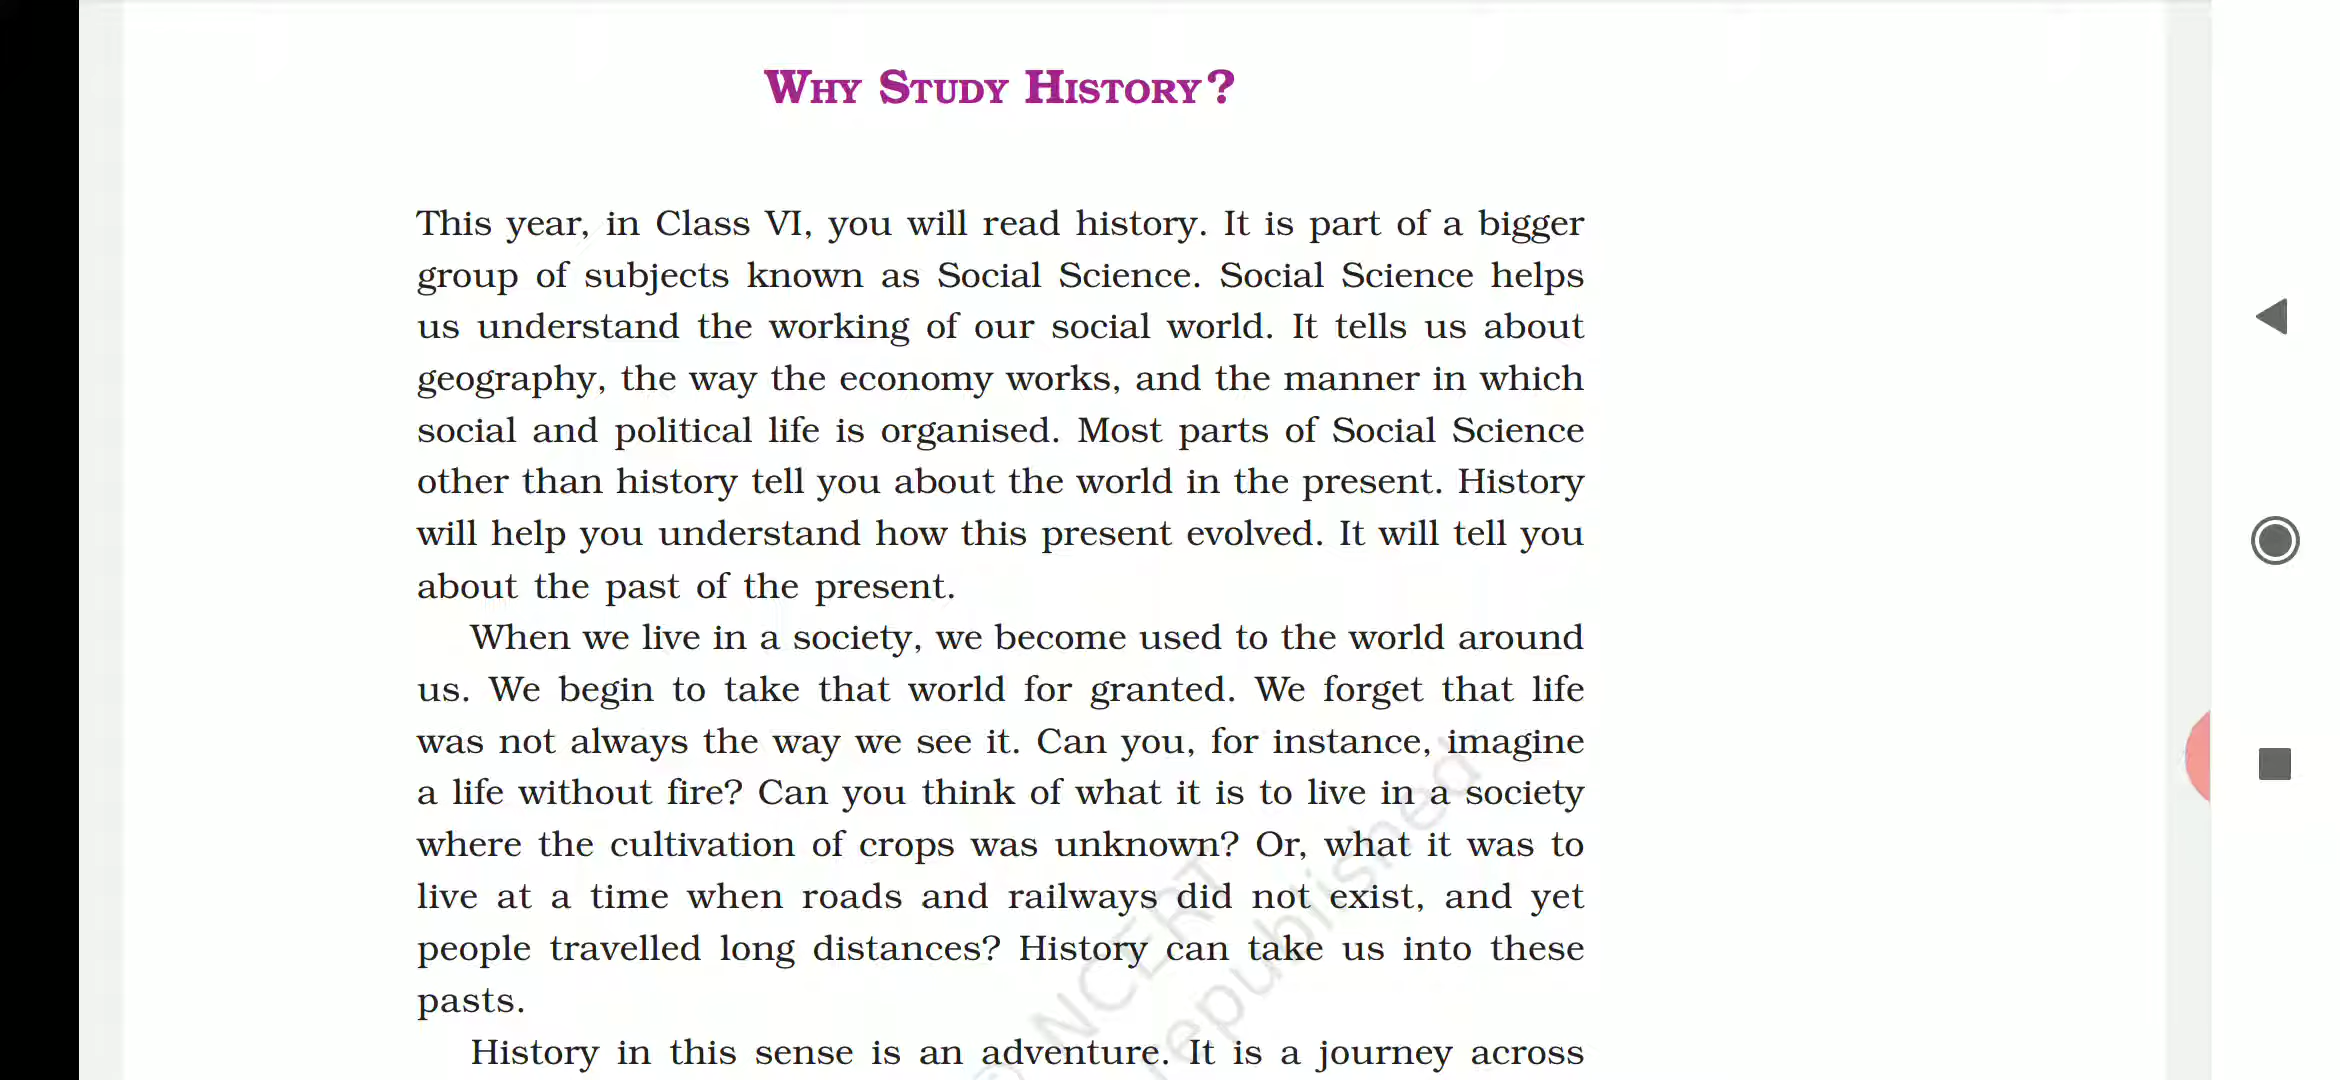 WHY STUDY HISTORY?
This year, in Class VI, you will read history. It is part of a bigger
group of subjects known as Social Science. Social Science helps
us understand the working of our social world. It tells us about
geography, the way the economy works, and the manner in which
social and political life is organised. Most parts of Social Science
other than history tell you about the world in the present. History
will help you understand how this present evolved. It will tell you
about the past of the present.
When we live in a society, we become used to the world around
us. We begin to take that world for granted. We forget that life
was not always the way we see it. Can you, for instance, imagine
a life without fire? Can you think of what it is to live in a society
where the cultivation of crops was unknown? Or, what it was to
live at a time when roads and railways did not exist, and yet
people travelled long distances? History can take us into these
pasts.
History in this sense is an adventure. It is a journey across
© NCERT
republished